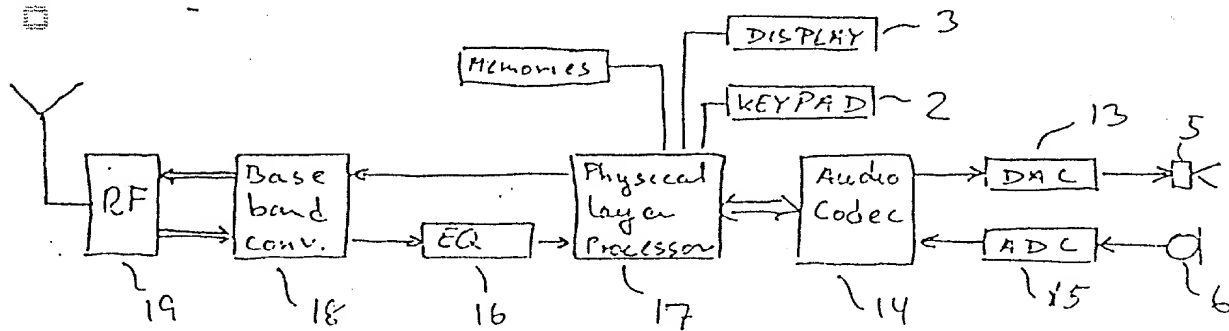 DISPLAY 3
Memories
KEYPAD 2
13 5
RF
Base
band
conv.
EQ
Physical
layer
Processor
Audio
Codec
DAC
ADC
19 18 16 17 14 15 6